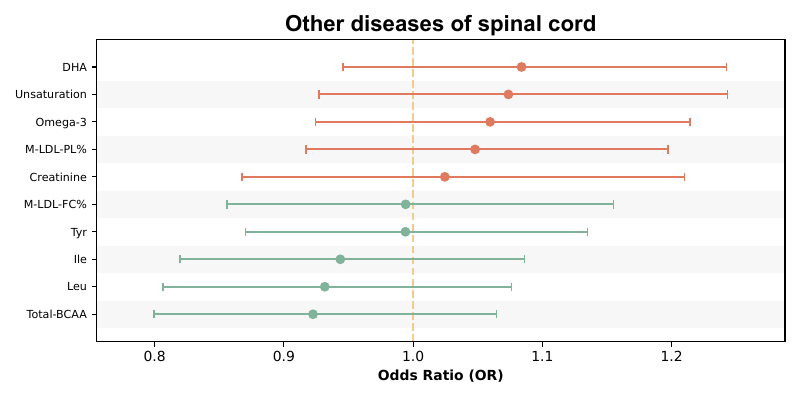 Other diseases of spinal cord
DHA
Unsaturation
Omega-3
M-LDL-PL%
Creatinine
M-LDL-FC%
Tyr
Ile
Leu
Total-BCAA
0.8 0.9 1.0 1.1 1.2
Odds Ratio (OR)